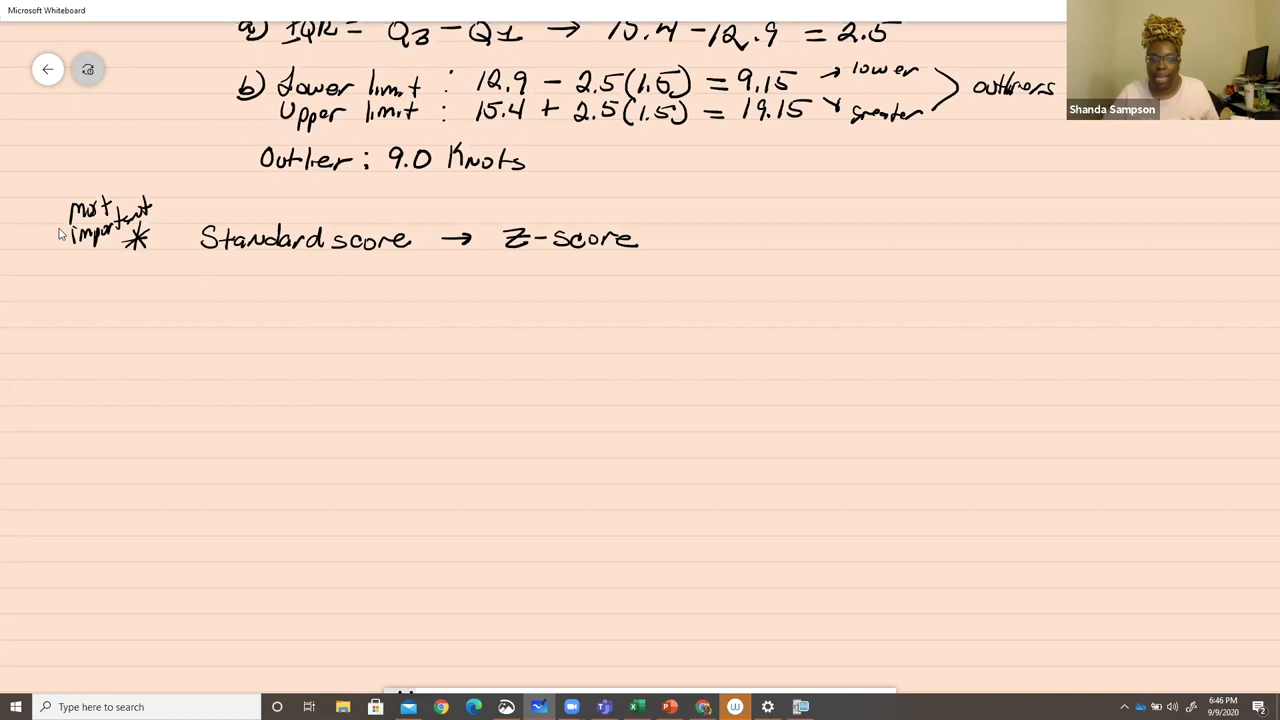 Microsoft Whiteboard
a) IQR = Q3 - Q1 → 15.4 - 12.9 = 2.5
b) Lower limit : 12.9 - 2.5(1.5) = 9.15 → lower
Upper limit : 15.4 + 2.5(1.5) = 19.15 ↘ greater
outliers
Shanda Sampson
Outlier : 9.0 Knots
most
important *
Standard score → Z-score
Type here to search
6:46 PM
9/9/2020
2